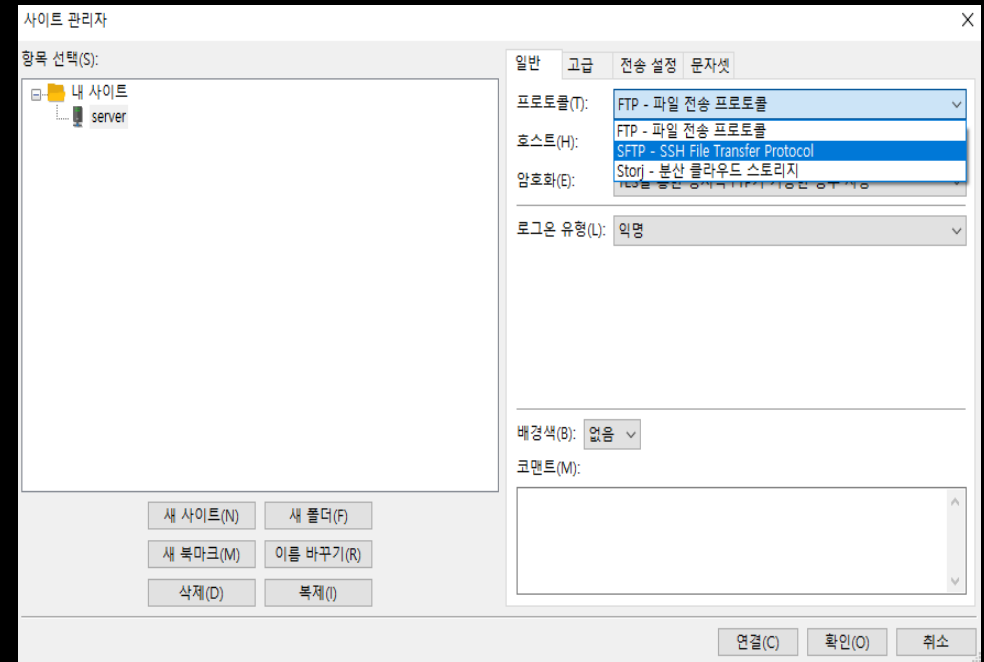 사이트 관리자
항목 선택(S):
내 사이트
server
새 사이트(N)
새 폴더(F)
새 북마크(M)
이름 바꾸기(R)
삭제(D)
복제(I)
일반
고급
전송 설정
문자셋
프로토콜(T):
FTP - 파일 전송 프로토콜
FTP - 파일 전송 프로토콜
SFTP - SSH File Transfer Protocol
Storj - 분산 클라우드 스토리지
호스트(H):
암호화(E):
로그온 유형(L):
익명
배경색(B):
없음
코맨트(M):
연결(C)
확인(O)
취소